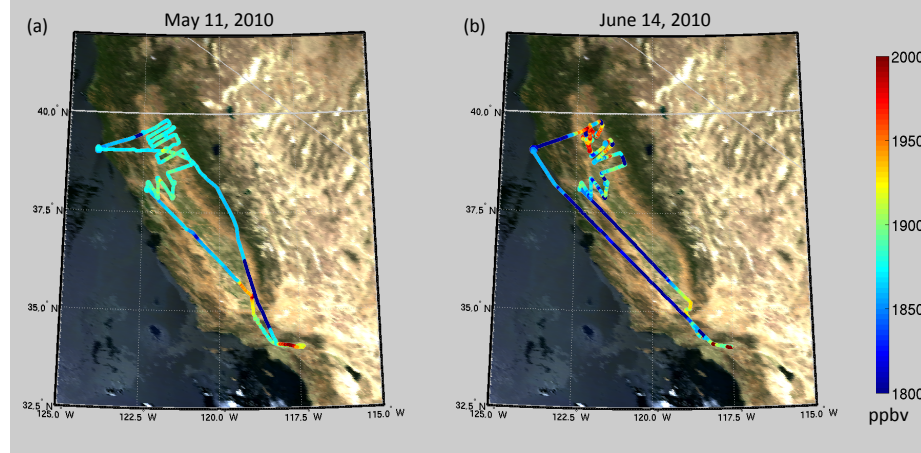 (a) May 11, 2010
(b) June 14, 2010
40.0° N
37.5° N
35.0° N
32.5° N
125.0° W 122.5° W 120.0° W 117.5° W 115.0° W
40.0° N
37.5° N
35.0° N
32.5° N
125.0° W 122.5° W 120.0° W 117.5° W 115.0° W
2000
1950
1900
1850
1800
ppbv